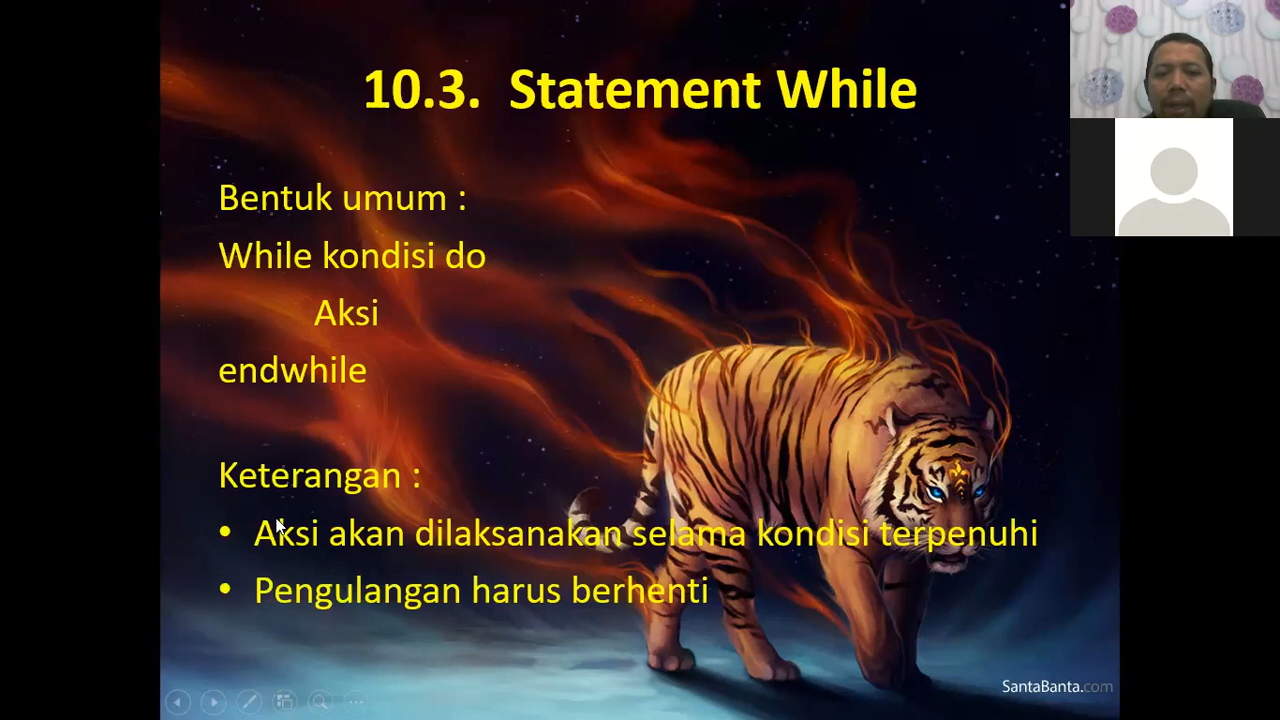 10.3. Statement While
Bentuk umum :
While kondisi do
Aksi
endwhile
Keterangan :
• Aksi akan dilaksanakan selama kondisi terpenuhi
• Pengulangan harus berhenti
SantaBanta.com